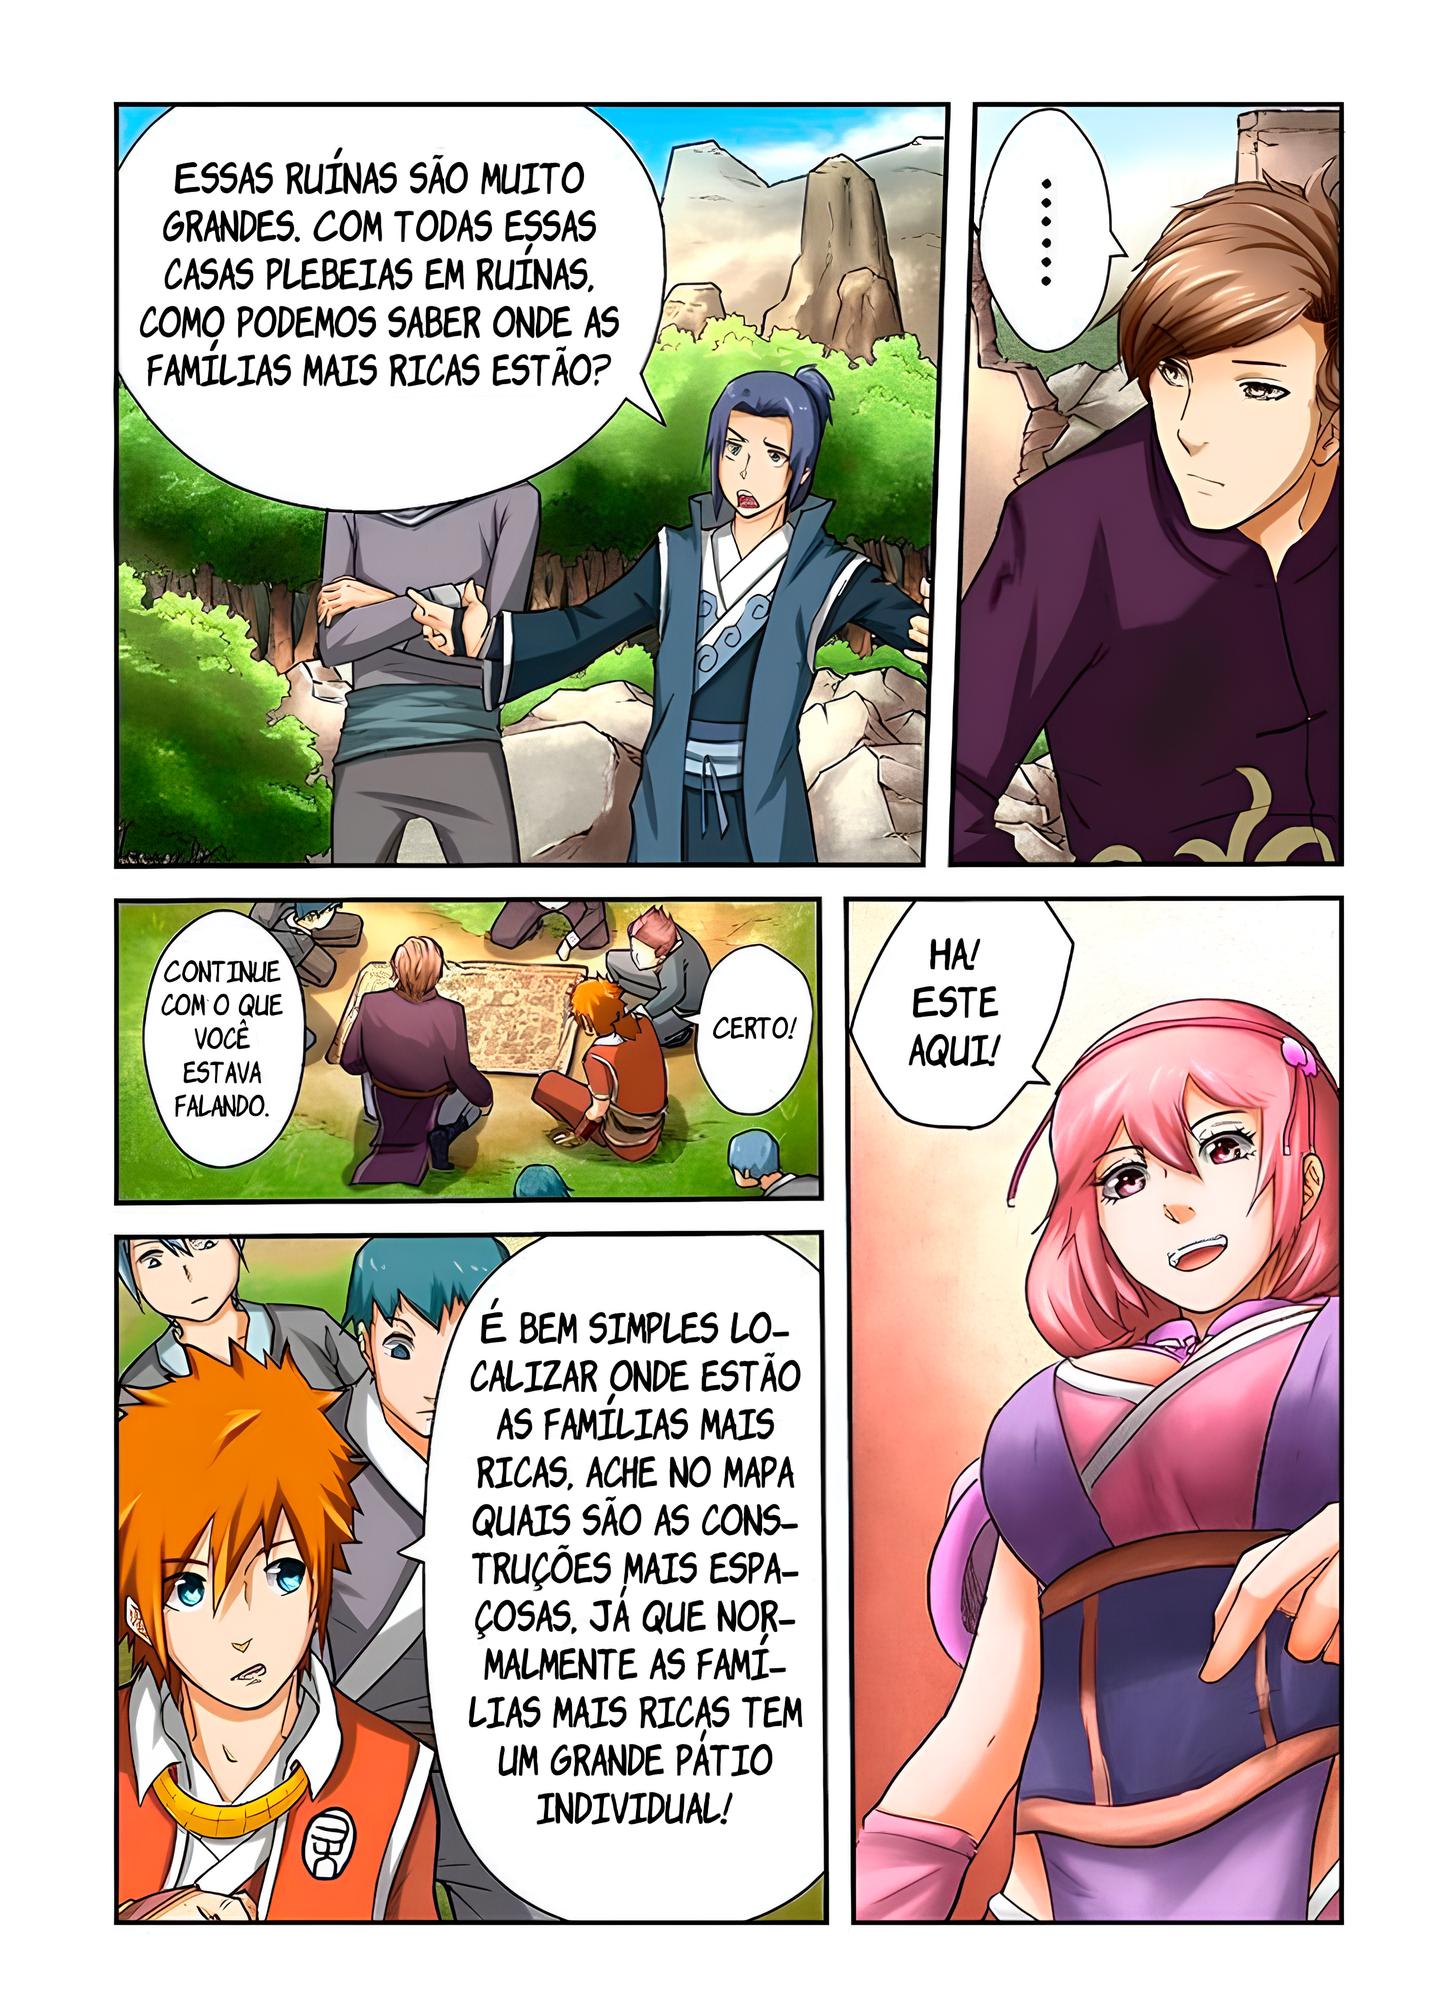 ESSAS RUÍNAS SÃO MUITO
GRANDES. COM TODAS ESSAS
CASAS PLEBEIAS EM RUÍNAS,
COMO PODEMOS SABER ONDE AS
FAMÍLIAS MAIS RICAS ESTÃO?
......
CONTINUE
COM O QUE
VOCÊ
ESTAVA
FALANDO.
CERTO!
É BEM SIMPLES LO-
CALIZAR ONDE ESTÃO
AS FAMÍLIAS MAIS
RICAS, ACHE NO MAPA
QUAIS SÃO AS CONS-
TRUÇÕES MAIS ESPA-
ÇOSAS, JÁ QUE NOR-
MALMENTE AS FAMÍ-
LIAS MAIS RICAS TEM
UM GRANDE PÁTIO
INDIVIDUAL!
HA!
ESTE
AQUI!